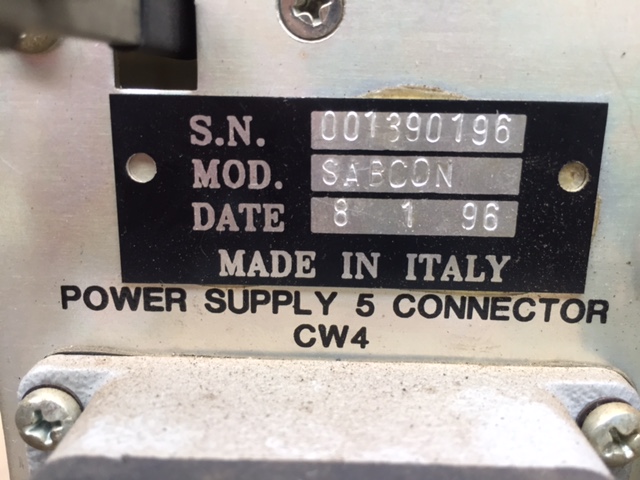 S.N. 001390196
MOD. SABCON
DATE 8 1 96
MADE IN ITALY
POWER SUPPLY 5 CONNECTOR
CW4